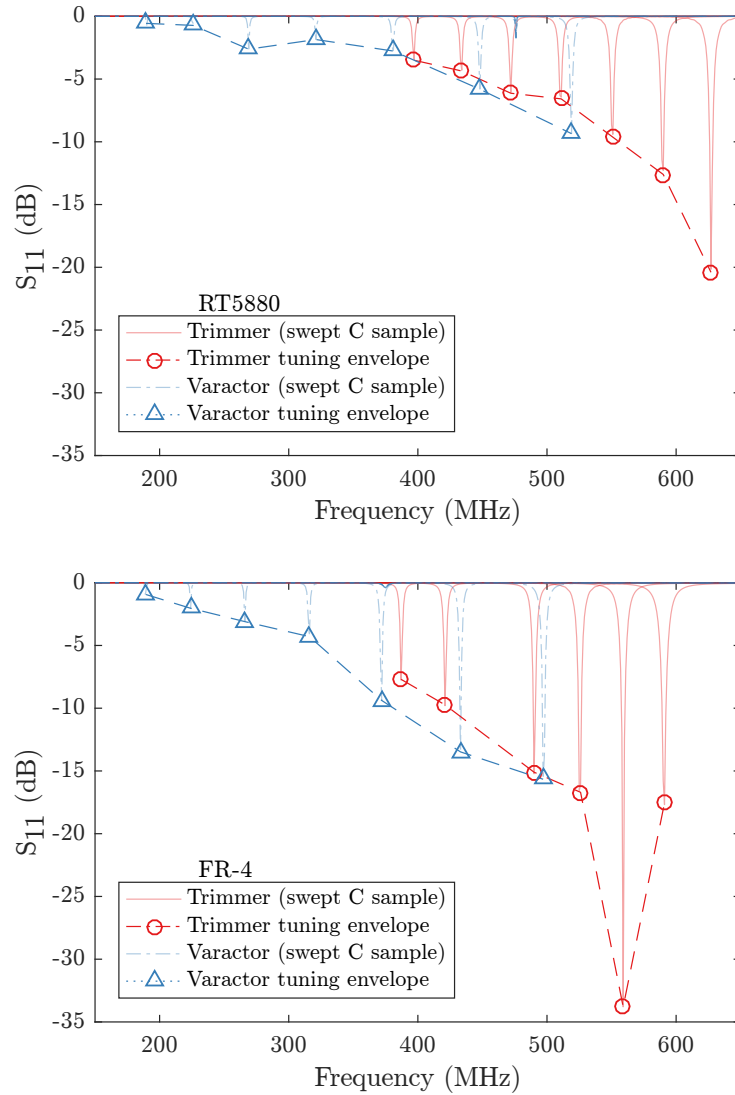 0
-5
-10
-15
-20
-25
-30
-35
S11 (dB)
200 300 400 500 600
Frequency (MHz)
RT5880
Trimmer (swept C sample)
Trimmer tuning envelope
Varactor (swept C sample)
Varactor tuning envelope
0
-5
-10
-15
-20
-25
-30
-35
S11 (dB)
200 300 400 500 600
Frequency (MHz)
FR-4
Trimmer (swept C sample)
Trimmer tuning envelope
Varactor (swept C sample)
Varactor tuning envelope